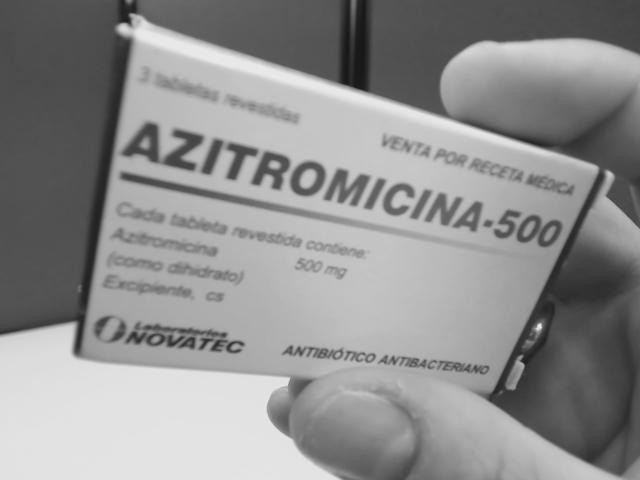 3 tabletas revestidas
VENTA POR RECETA MÉDICA
AZITROMICINA-500
Cada tableta revestida contiene:
Azitromicina 500 mg
(como dihidrato)
Excipiente, cs
Laboratorios
NOVATEC
ANTIBIÓTICO ANTIBACTERIANO